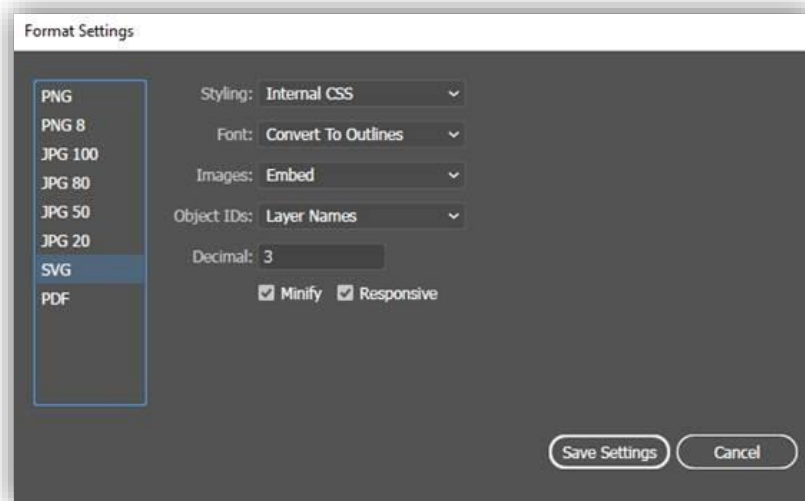 Format Settings
PNG
PNG 8
JPG 100
JPG 80
JPG 50
JPG 20
SVG
PDF
Styling: Internal CSS
Font: Convert To Outlines
Images: Embed
Object IDs: Layer Names
Decimal: 3
Minify Responsive
Save Settings Cancel